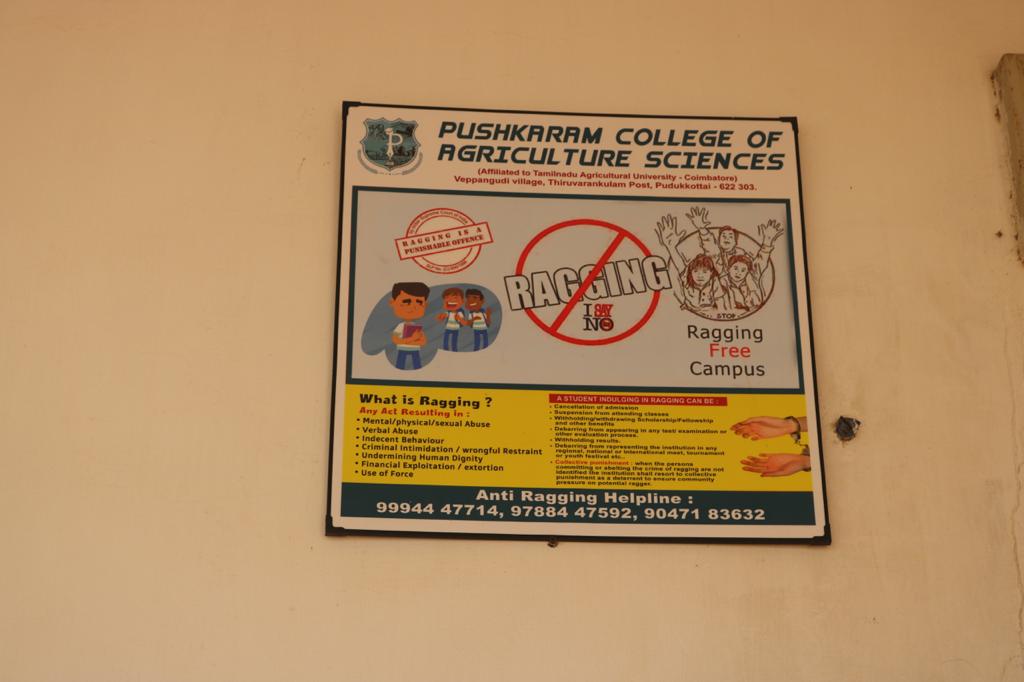 P
PUSHKARAM COLLEGE OF
AGRICULTURE SCIENCES
(Affiliated to Tamilnadu Agricultural University - Coimbatore)
Veppangudi village, Thiruvarankulam Post, Pudukkottai - 622 303.
RAGGING IS A
PUNISHABLE OFFENCE
RAGGING
I SAY
NO
STOP
Ragging
Free
Campus
What is Ragging ?
Any Act Resulting in :
• Mental/physical/sexual Abuse
• Verbal Abuse
• Indecent Behaviour
• Criminal Intimidation / wrongful Restraint
• Undermining Human Dignity
• Financial Exploitation / extortion
• Use of Force
A STUDENT INDULGING IN RAGGING CAN BE :
- Cancellation of admission
- Suspension from attending classes
- Withholding/withdrawing Scholarship/Fellowship
and other benefits
- Debarring from appearing in any test/ examination or
other evaluation process.
- Withholding results.
- Debarring from representing the institution in any
regional, national or international meet, tournament
or youth festival etc..
- Collective punishment : when the persons
committing or abetting the crime of ragging are not
identified the institution shall resort to collective
punishment as a deterrent to ensure community
pressure on potential ragger.
Anti Ragging Helpline :
99944 47714, 97884 47592, 90471 83632